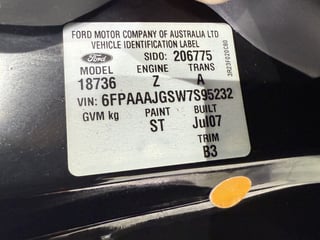 FORD MOTOR COMPANY OF AUSTRALIA LTD
VEHICLE IDENTIFICATION LABEL
Ford SIDO: 206775
MODEL ENGINE TRANS
18736 Z A
VIN: 6FPAAAJGSW7S95232
GVM kg PAINT BUILT
ST Jul07
TRIM
B3